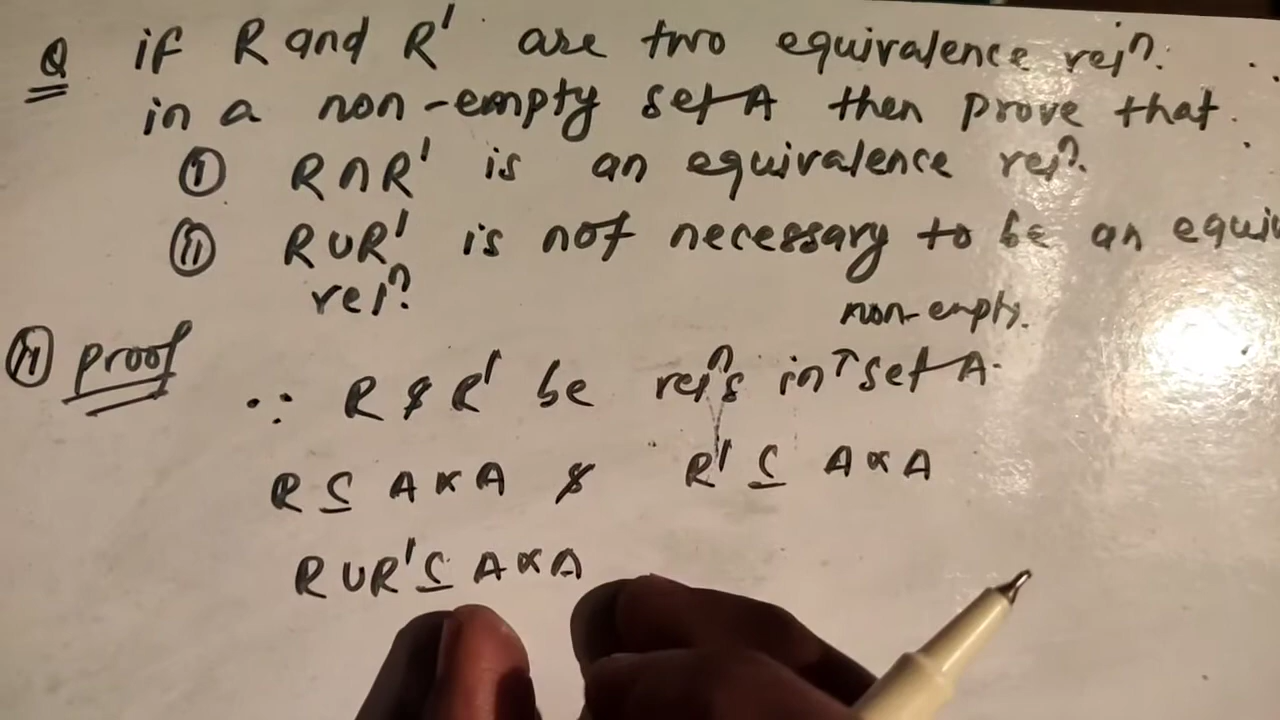 Q if R and R' are two equivalence relⁿ.
in a non-empty set A then prove that.
(i) R ∩ R' is an equivalence relⁿ.
(ii) R ∪ R' is not necessary to be an equi
relⁿ
non-empty.
(ii) proof
∵ R & R' be relⁿs in ↑ set A.
R ⊆ A × A & R' ⊆ A × A
R ∪ R' ⊆ A × A